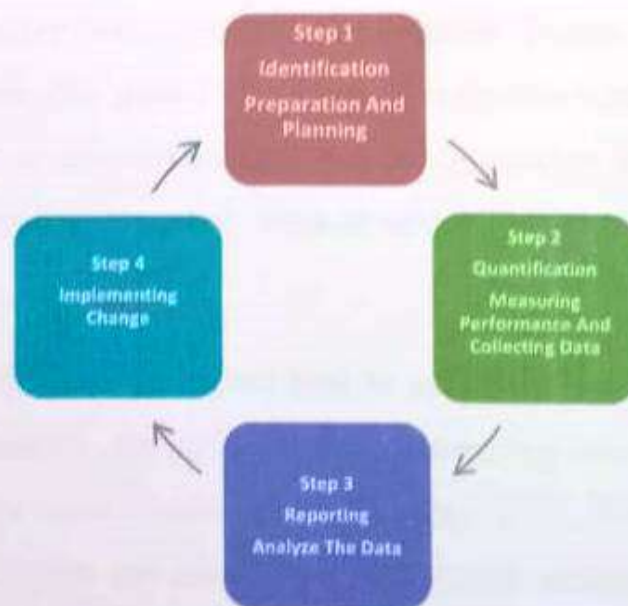 Step 1
Identification
Preparation And
Planning
Step 2
Quantification
Measuring
Performance And
Collecting Data
Step 3
Reporting
Analyze The Data
Step 4
Implementing
Change